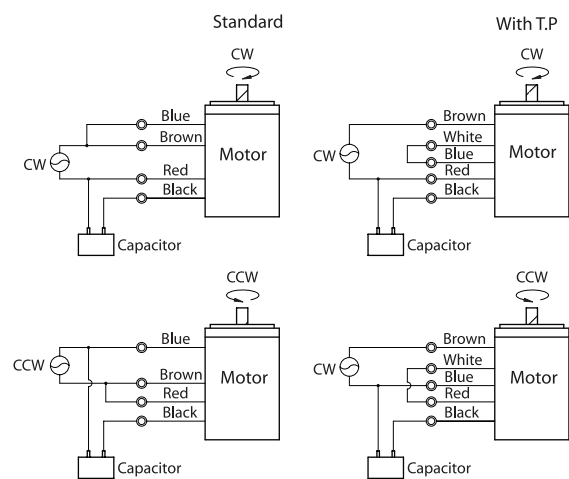 Standard
With T.P
CW
CW
Blue
Brown
CW
Motor
Red
Black
Capacitor
Brown
White
CW
Blue
Motor
Red
Black
Capacitor
CCW
CCW
Blue
CCW
Brown
Motor
Red
Black
Capacitor
Brown
White
CW
Blue
Motor
Red
Black
Capacitor